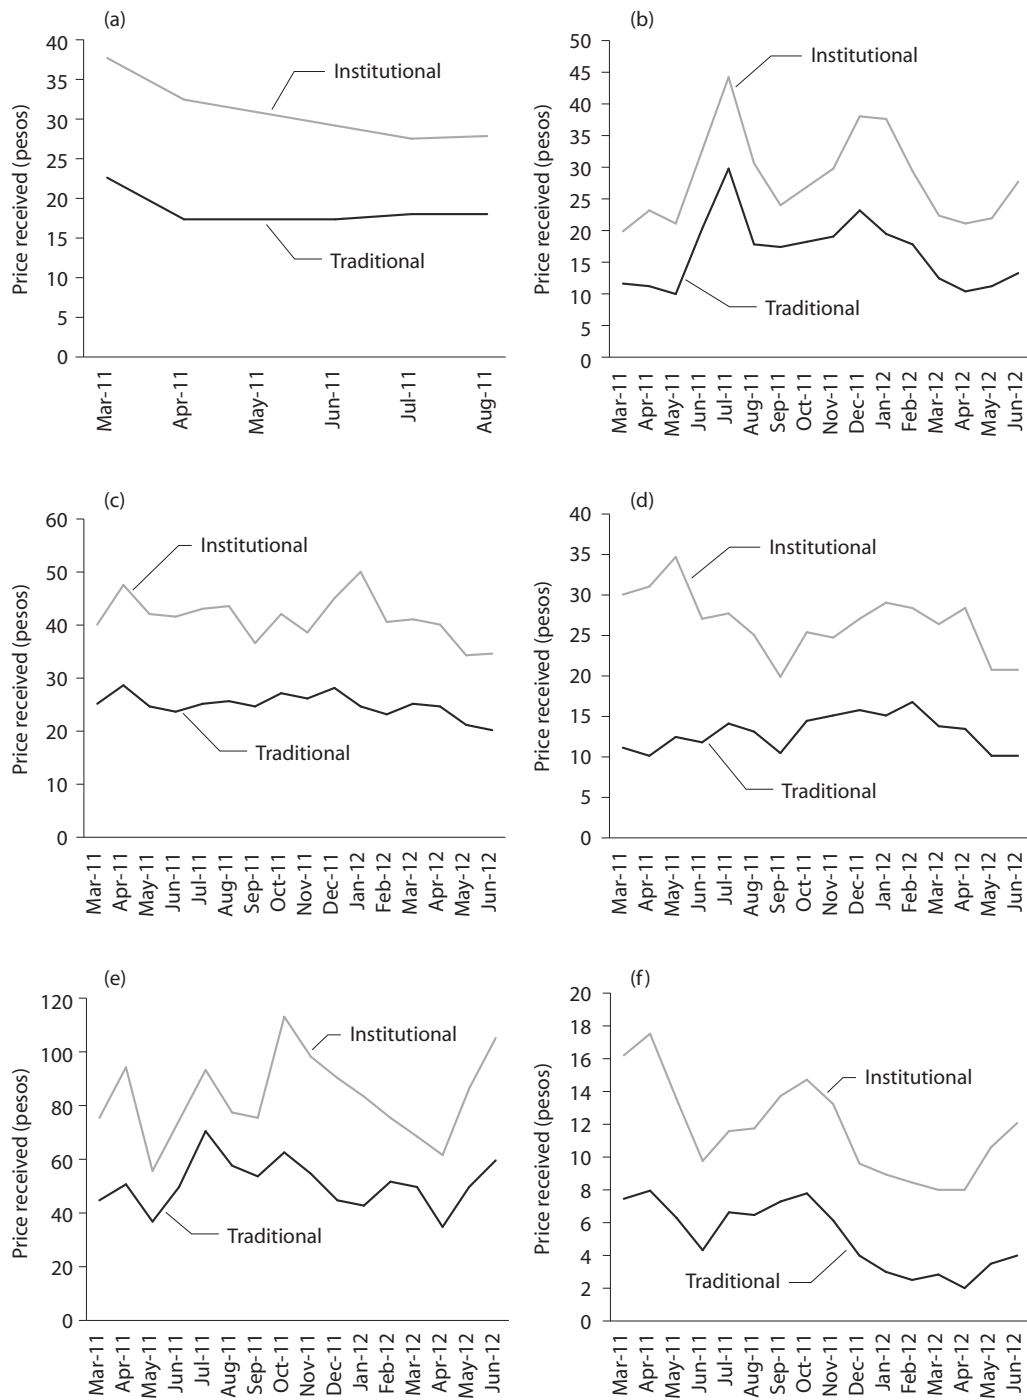 (a)
Price received (pesos)
40
35
30
25
20
15
10
5
0
Institutional
Traditional
Mar-11
Apr-11
May-11
Jun-11
Jul-11
Aug-11
(b)
Price received (pesos)
50
45
40
35
30
25
20
15
10
5
0
Institutional
Traditional
Mar-11
Apr-11
May-11
Jun-11
Jul-11
Aug-11
Sep-11
Oct-11
Nov-11
Dec-11
Jan-12
Feb-12
Mar-12
Apr-12
May-12
Jun-12
(c)
Price received (pesos)
60
50
40
30
20
10
0
Institutional
Traditional
Mar-11
Apr-11
May-11
Jun-11
Jul-11
Aug-11
Sep-11
Oct-11
Nov-11
Dec-11
Jan-12
Feb-12
Mar-12
Apr-12
May-12
Jun-12
(d)
Price received (pesos)
40
35
30
25
20
15
10
5
0
Institutional
Traditional
Mar-11
Apr-11
May-11
Jun-11
Jul-11
Aug-11
Sep-11
Oct-11
Nov-11
Dec-11
Jan-12
Feb-12
Mar-12
Apr-12
May-12
Jun-12
(e)
Price received (pesos)
120
100
80
60
40
20
0
Institutional
Traditional
Mar-11
Apr-11
May-11
Jun-11
Jul-11
Aug-11
Sep-11
Oct-11
Nov-11
Dec-11
Jan-12
Feb-12
Mar-12
Apr-12
May-12
Jun-12
(f)
Price received (pesos)
20
18
16
14
12
10
8
6
4
2
0
Institutional
Traditional
Mar-11
Apr-11
May-11
Jun-11
Jul-11
Aug-11
Sep-11
Oct-11
Nov-11
Dec-11
Jan-12
Feb-12
Mar-12
Apr-12
May-12
Jun-12